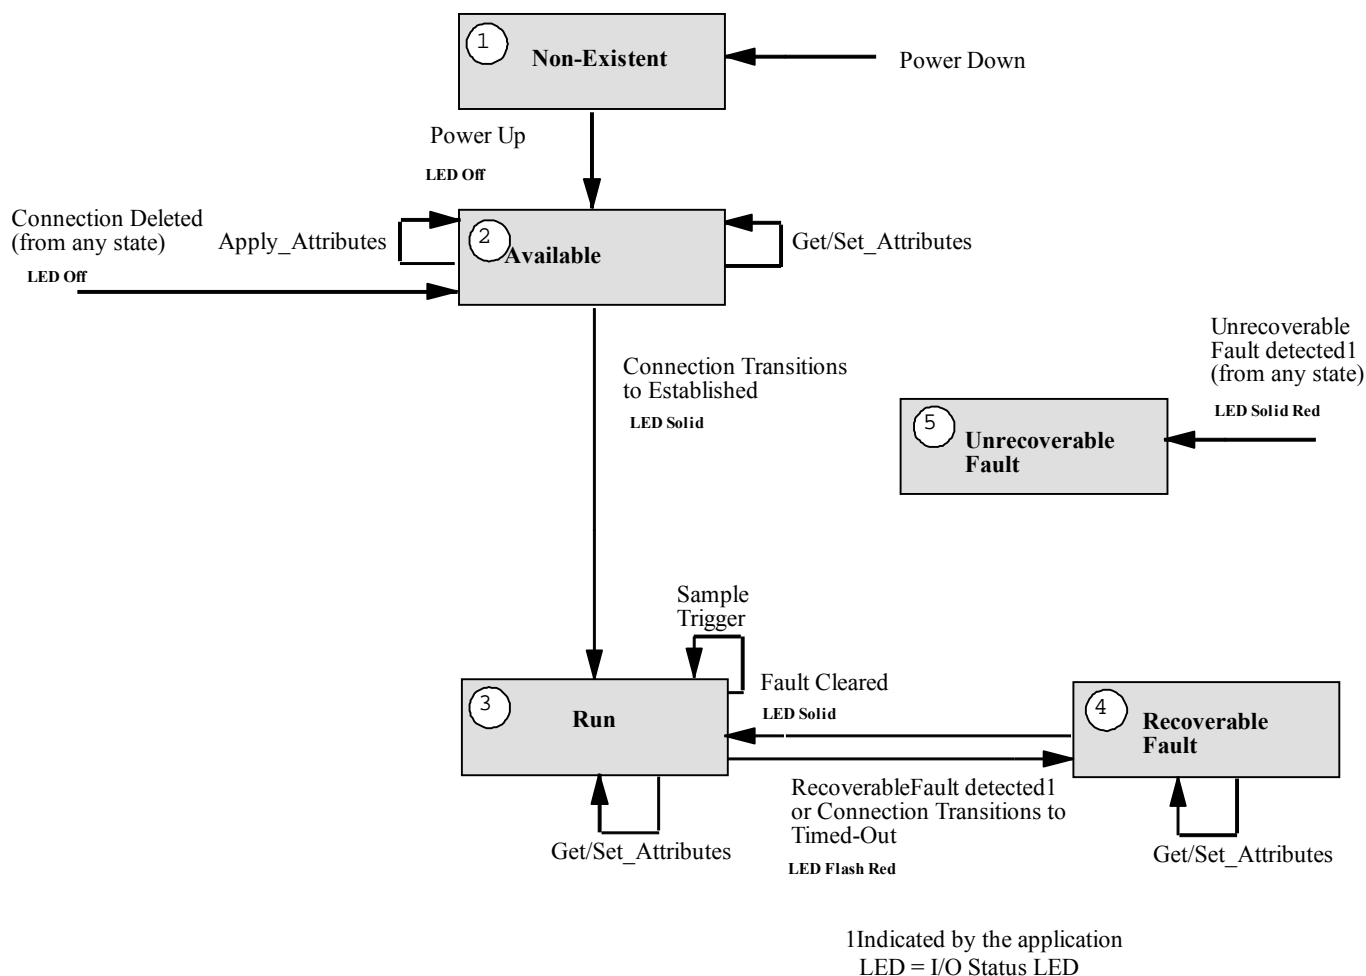 1
Non-Existent
Power Down
Power Up
LED Off
Connection Deleted
(from any state)
LED Off
Apply_Attributes
2
Available
Get/Set_Attributes
Connection Transitions
to Established
LED Solid
Unrecoverable
Fault detected1
(from any state)
LED Solid Red
5
Unrecoverable
Fault
Sample
Trigger
3
Run
Fault Cleared
LED Solid
4
Recoverable
Fault
RecoverableFault detected1
or Connection Transitions to
Timed-Out
LED Flash Red
Get/Set_Attributes
Get/Set_Attributes
1Indicated by the application
LED = I/O Status LED